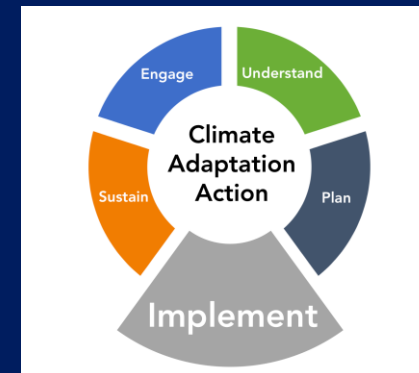 Engage
Understand
Climate
Adaptation
Action
Sustain
Plan
Implement